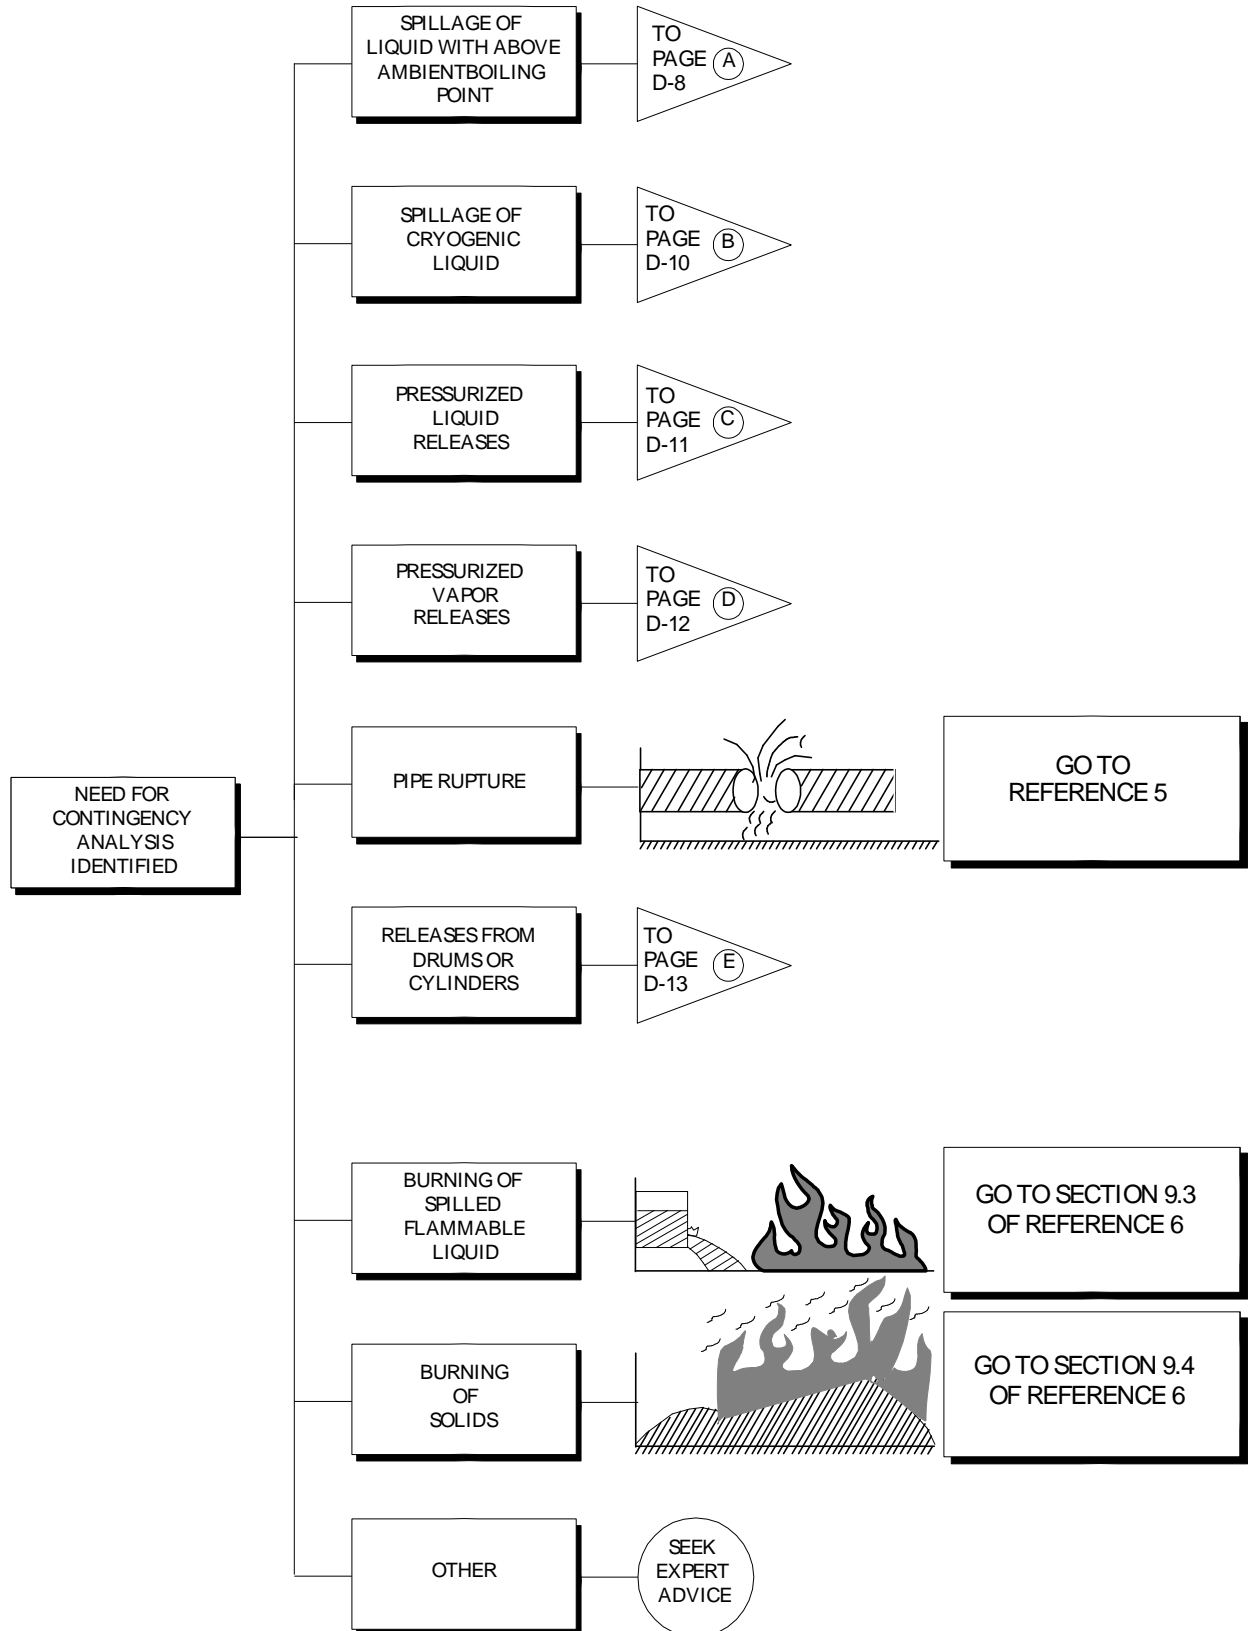 SPILLAGE OF
LIQUID WITH ABOVE
AMBIENTBOILING
POINT
TO
PAGE
D-8
A
SPILLAGE OF
CRYOGENIC
LIQUID
TO
PAGE
D-10
B
PRESSURIZED
LIQUID
RELEASES
TO
PAGE
D-11
C
PRESSURIZED
VAPOR
RELEASES
TO
PAGE
D-12
D
NEED FOR
CONTINGENCY
ANALYSIS
IDENTIFIED
PIPE RUPTURE
GO TO
REFERENCE 5
RELEASES FROM
DRUMS OR
CYLINDERS
TO
PAGE
D-13
E
BURNING OF
SPILLED
FLAMMABLE
LIQUID
GO TO SECTION 9.3
OF REFERENCE 6
BURNING
OF
SOLIDS
GO TO SECTION 9.4
OF REFERENCE 6
OTHER
SEEK
EXPERT
ADVICE